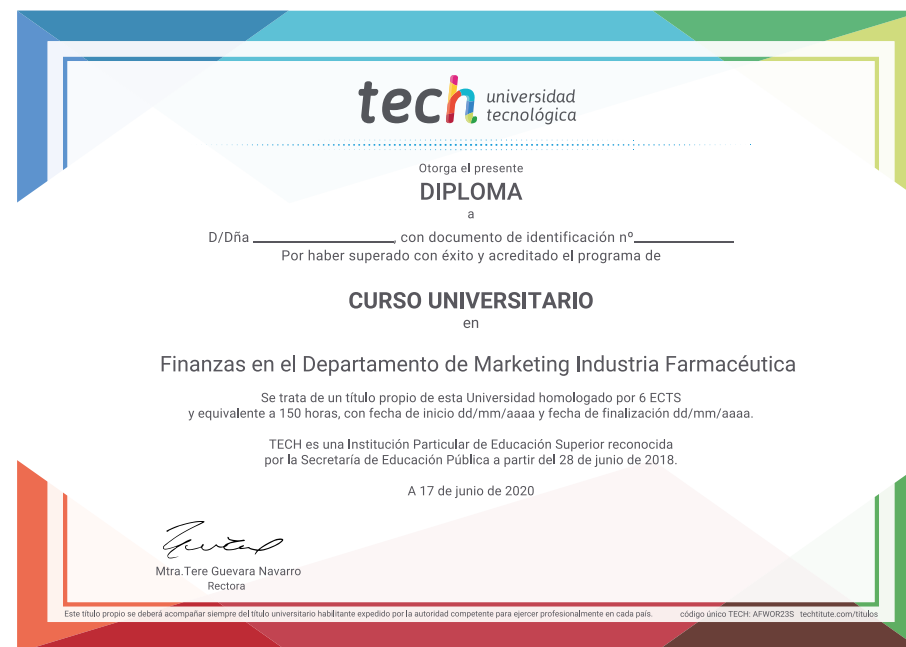 tech universidad
tecnológica
Otorga el presente
DIPLOMA
a
D/Dña ____________________, con documento de identificación nº______________
Por haber superado con éxito y acreditado el programa de
CURSO UNIVERSITARIO
en
Finanzas en el Departamento de Marketing Industria Farmacéutica
Se trata de un título propio de esta Universidad homologado por 6 ECTS
y equivalente a 150 horas, con fecha de inicio dd/mm/aaaa y fecha de finalización dd/mm/aaaa.
TECH es una Institución Particular de Educación Superior reconocida
por la Secretaría de Educación Pública a partir del 28 de junio de 2018.
A 17 de junio de 2020
Mtra.Tere Guevara Navarro
Rectora
Este título propio se deberá acompañar siempre del título universitario habilitante expedido por la autoridad competente para ejercer profesionalmente en cada país. código único TECH: AFWOR23S techtitute.com/títulos